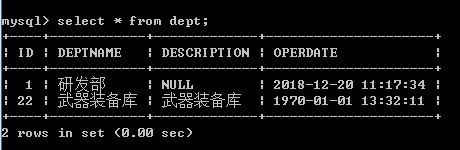 mysql> select * from dept;
+----+------------+-------------+---------------------+
| ID | DEPTNAME | DESCRIPTION | OPERDATE |
+----+------------+-------------+---------------------+
| 1 | 研发部 | NULL | 2018-12-20 11:17:34 |
| 22 | 武器装备库 | 武器装备库 | 1970-01-01 13:32:11 |
+----+------------+-------------+---------------------+
2 rows in set (0.00 sec)